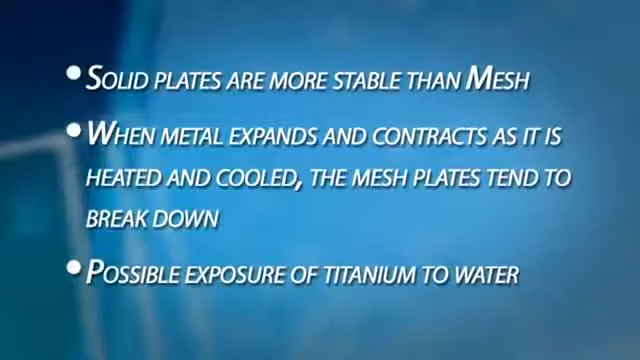 • Solid plates are more stable than Mesh
• When metal expands and contracts as it is
heated and cooled, the mesh plates tend to
break down
• Possible exposure of titanium to water